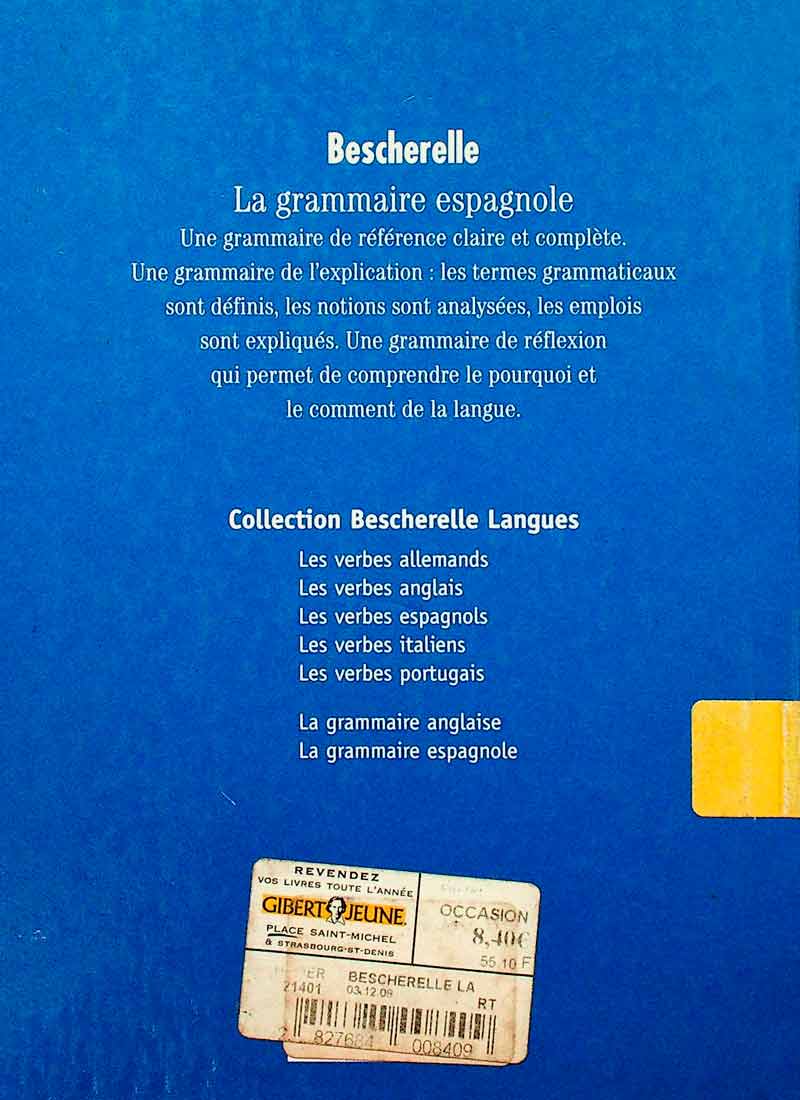 Bescherelle
La grammaire espagnole
Une grammaire de référence claire et complète.
Une grammaire de l'explication : les termes grammaticaux
sont définis, les notions sont analysées, les emplois
sont expliqués. Une grammaire de réflexion
qui permet de comprendre le pourquoi et
le comment de la langue.
Collection Bescherelle Langues
Les verbes allemands
Les verbes anglais
Les verbes espagnols
Les verbes italiens
Les verbes portugais
La grammaire anglaise
La grammaire espagnole
REVENDEZ
VOS LIVRES TOUTE L'ANNÉE
GIBERT JEUNE.
PLACE SAINT-MICHEL
& STRASBOURG-ST-DENIS
OCCASION
8,40€
55.10 F
BESCHERELLE LA
21401 03.12.09 RT
827684 008409